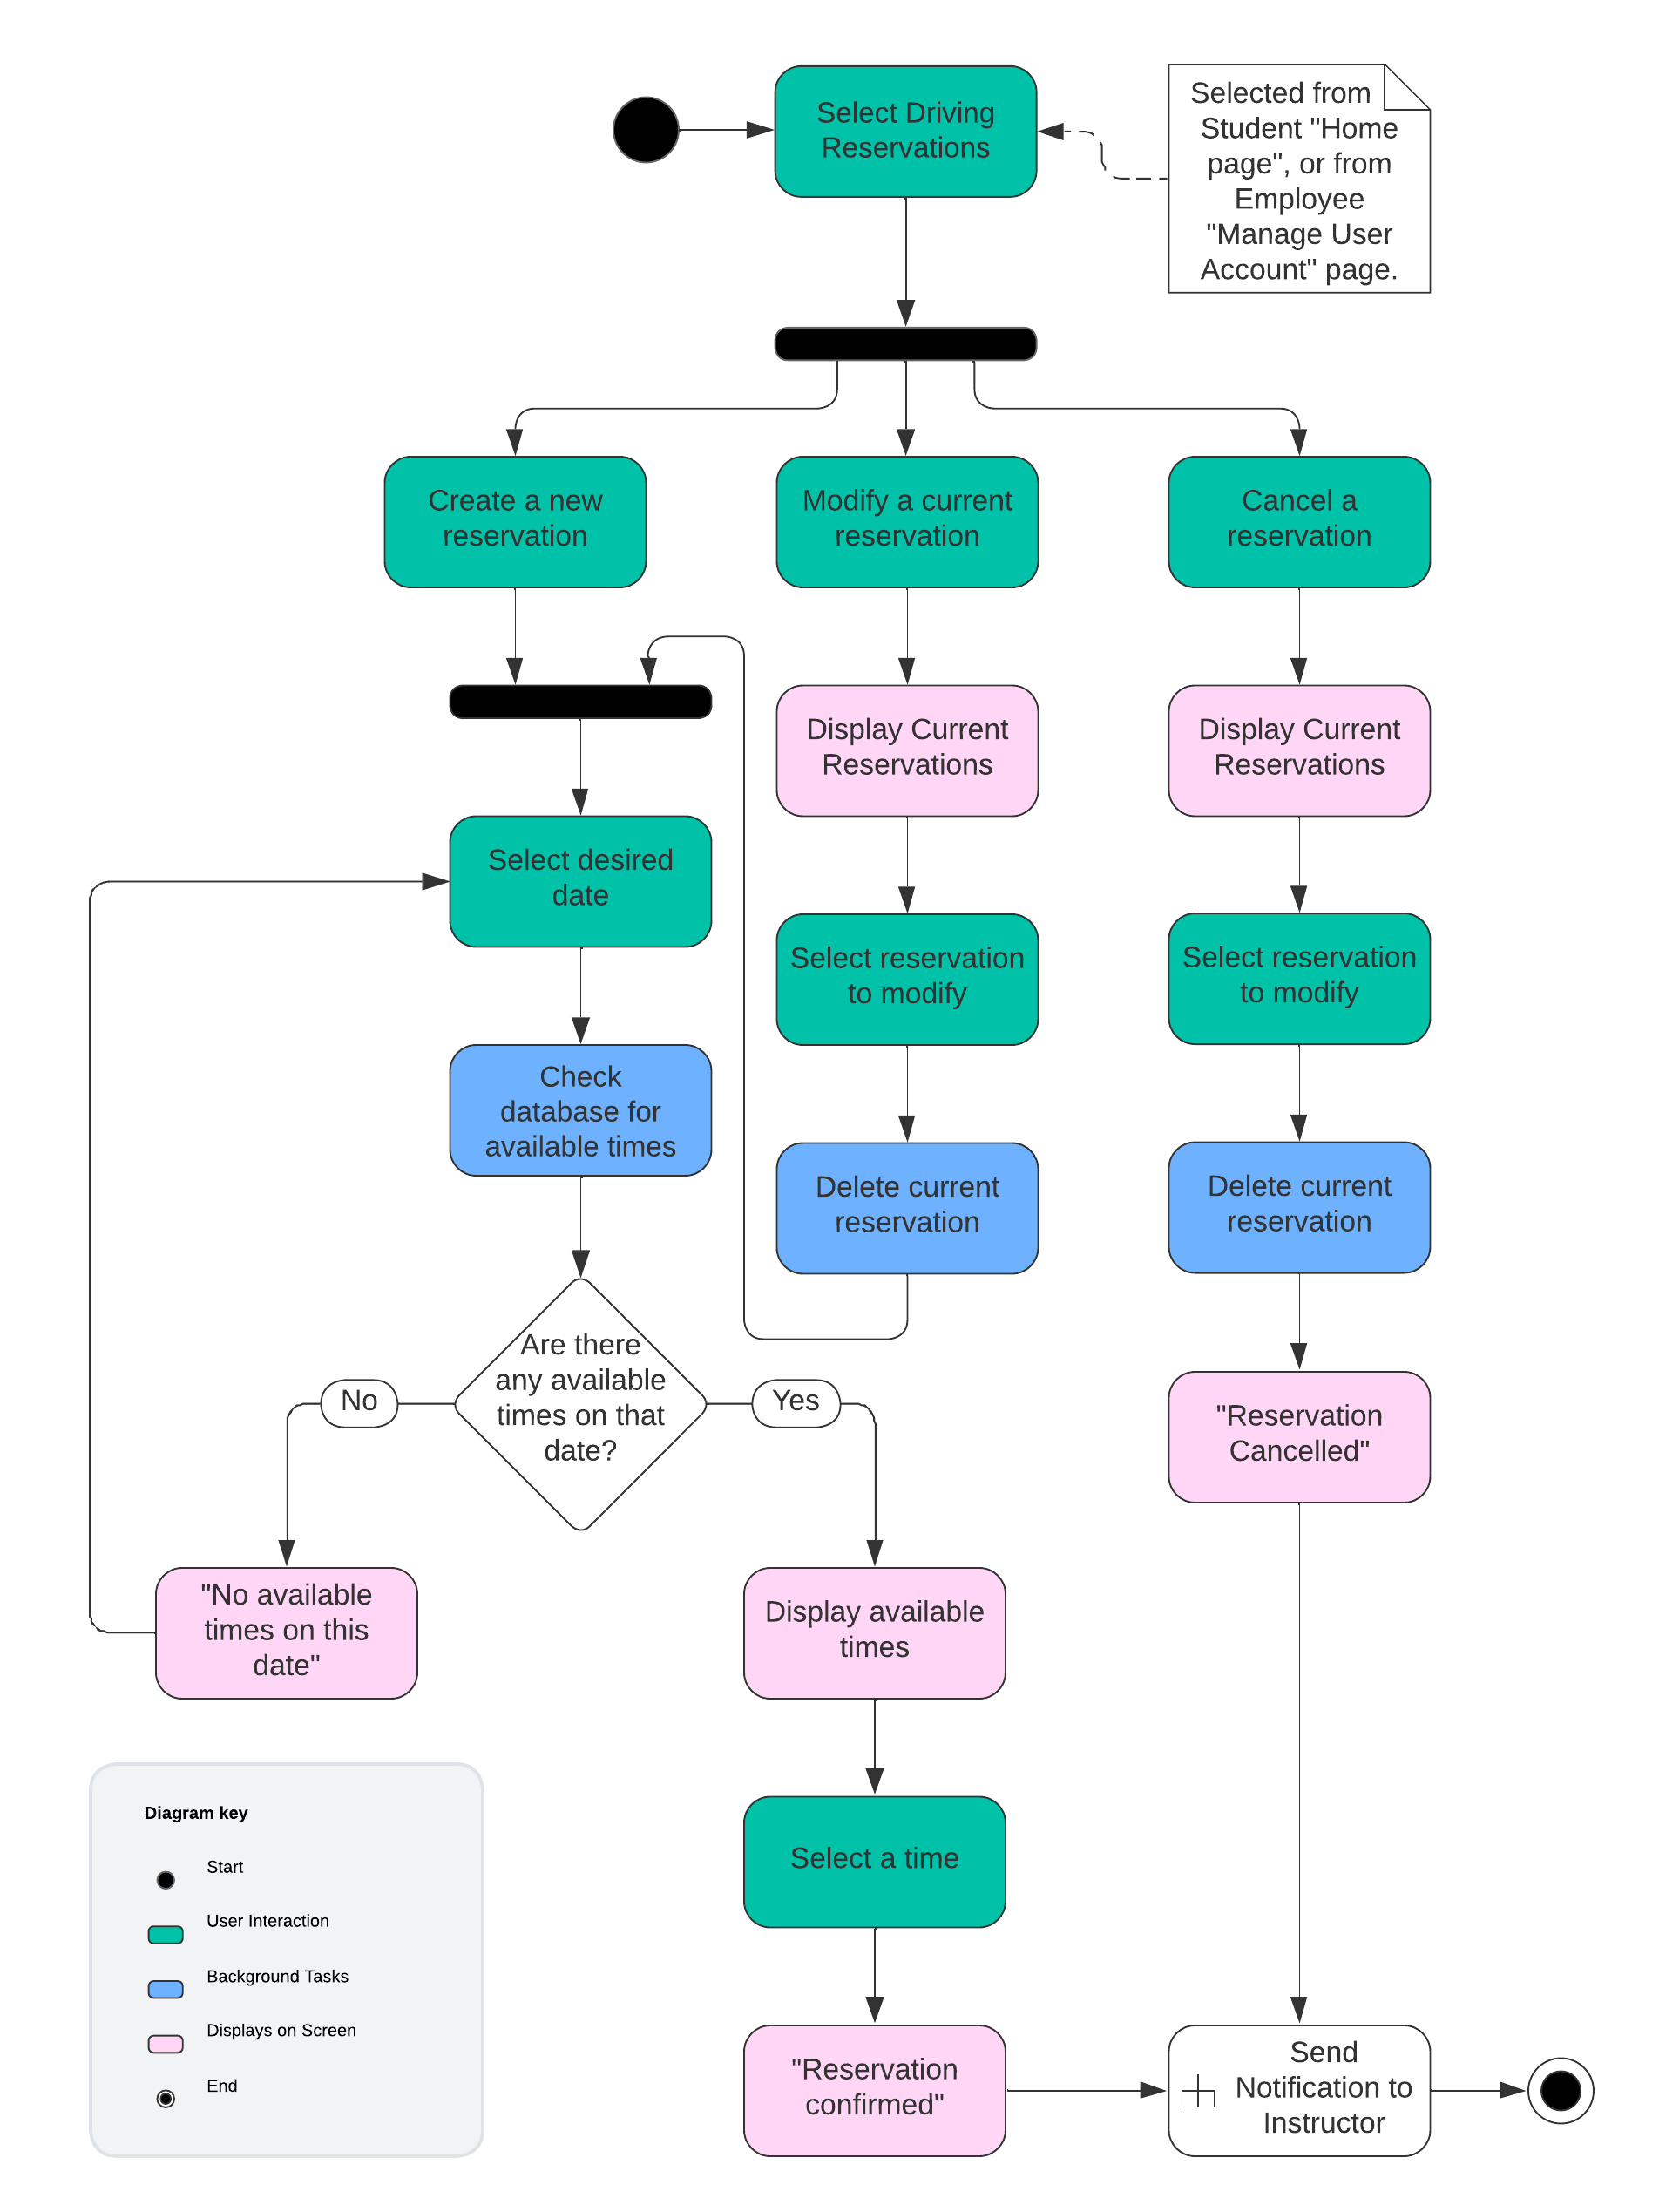 Select Driving
Reservations
Selected from
Student "Home
page", or from
Employee
"Manage User
Account" page.
Create a new
reservation
Modify a current
reservation
Cancel a
reservation
Display Current
Reservations
Display Current
Reservations
Select desired
date
Select reservation
to modify
Select reservation
to modify
Check
database for
available times
Delete current
reservation
Delete current
reservation
Are there
any available
times on that
date?
No
Yes
"Reservation
Cancelled"
"No available
times on this
date"
Display available
times
Select a time
"Reservation
confirmed"
Send
Notification to
Instructor
Diagram key
Start
User Interaction
Background Tasks
Displays on Screen
End